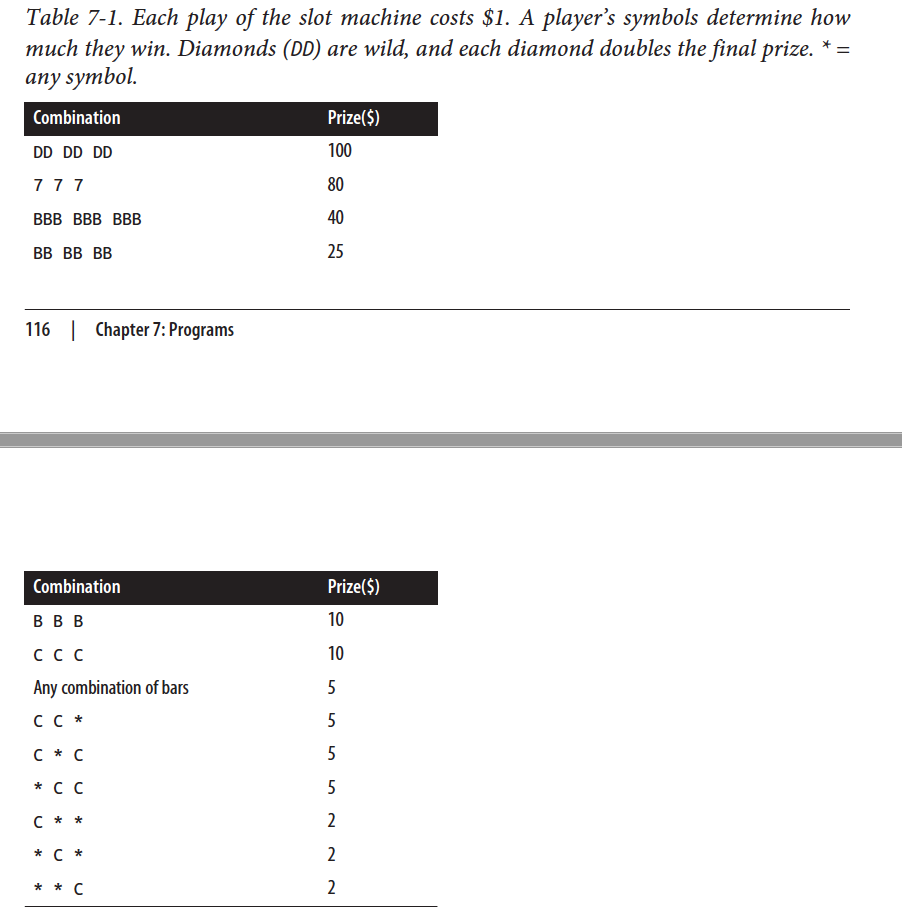 Table 7-1. Each play of the slot machine costs $1. A player’s symbols determine how
much they win. Diamonds (DD) are wild, and each diamond doubles the final prize. * =
any symbol.
Combination Prize($)
DD DD DD 100
7 7 7 80
BBB BBB BBB 40
BB BB BB 25
116 | Chapter 7: Programs
Combination Prize($)
B B B 10
C C C 10
Any combination of bars 5
C C * 5
C * C 5
* C C 5
C * * 2
* C * 2
* * C 2